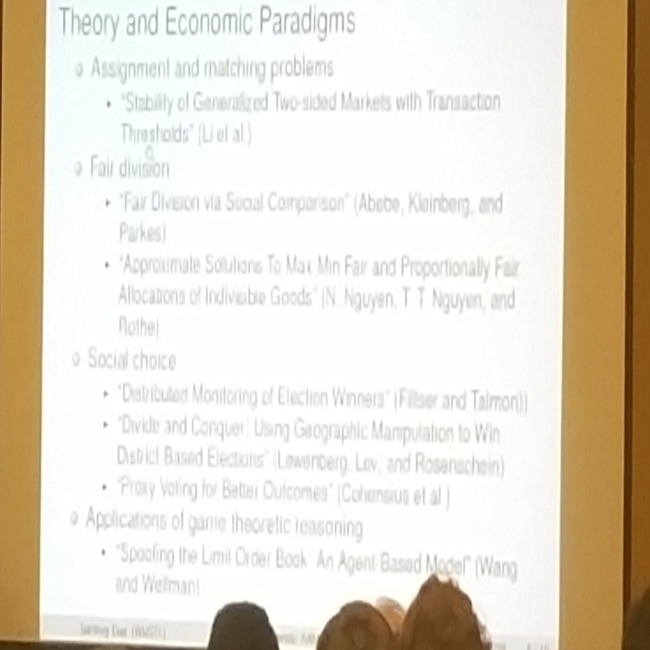 Theory and Economic Paradigms
Assignment and matching problems
"Stability of Generalized Two-sided Markets with Transaction
Thresholds" (Li et al.)
Fair division
"Fair Division via Social Comparison" (Abebe, Kleinberg, and
Parkes)
"Approximate Solutions To Max Min Fair and Proportionally Fair
Allocations of Indivisible Goods" (N. Nguyen, T. T. Nguyen, and
Rothe)
Social choice
"Distributed Monitoring of Election Winners" (Filtser and Talmon))
"Divide and Conquer: Using Geographic Manipulation to Win
District Based Elections" (Lewenberg, Lev, and Rosenschein)
"Proxy Voting for Better Outcomes" (Cohensius et al.)
Applications of game theoretic reasoning
"Spoofing the Limit Order Book: An Agent-Based Model" (Wang
and Wellman)
Sanmay Das (WUSTL)